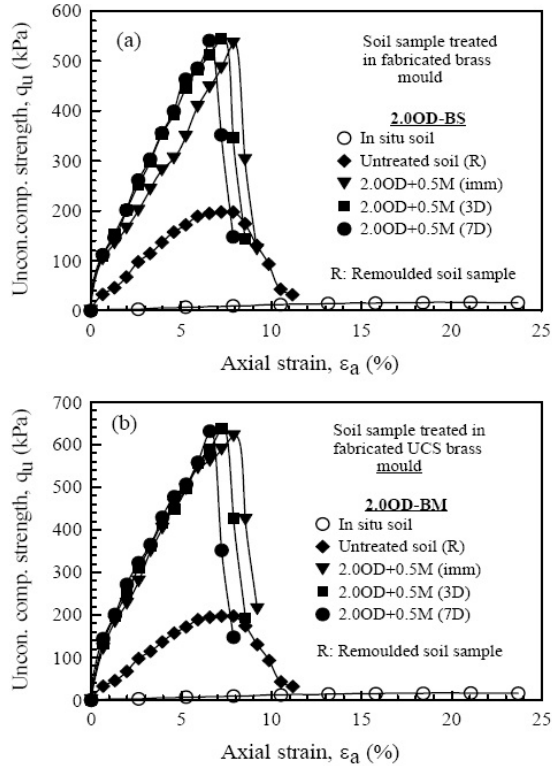 (a)
Uncon.comp. strength, qu (kPa)
600
500
400
300
200
100
0
Soil sample treated
in fabricated brass
mould
2.0OD-BS
In situ soil
Untreated soil (R)
2.0OD+0.5M (imm)
2.0OD+0.5M (3D)
2.0OD+0.5M (7D)
R: Remoulded soil sample
0
5
10
15
20
25
Axial strain, εa (%)
(b)
Uncon. comp. strength, qu (kPa)
700
600
500
400
300
200
100
0
Soil sample treated in
fabricated UCS brass
mould
2.0OD-BM
In situ soil
Untreated soil (R)
2.0OD+0.5M (imm)
2.0OD+0.5M (3D)
2.0OD+0.5M (7D)
R: Remoulded soil sample
0
5
10
15
20
25
Axial strain, εa (%)